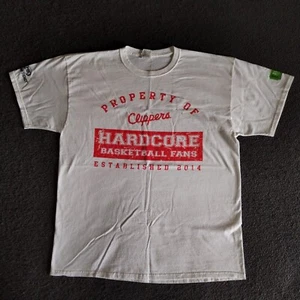 PROPERTY OF
Clippers
HARDCORE
BASKETBALL FANS
ESTABLISHED 2014